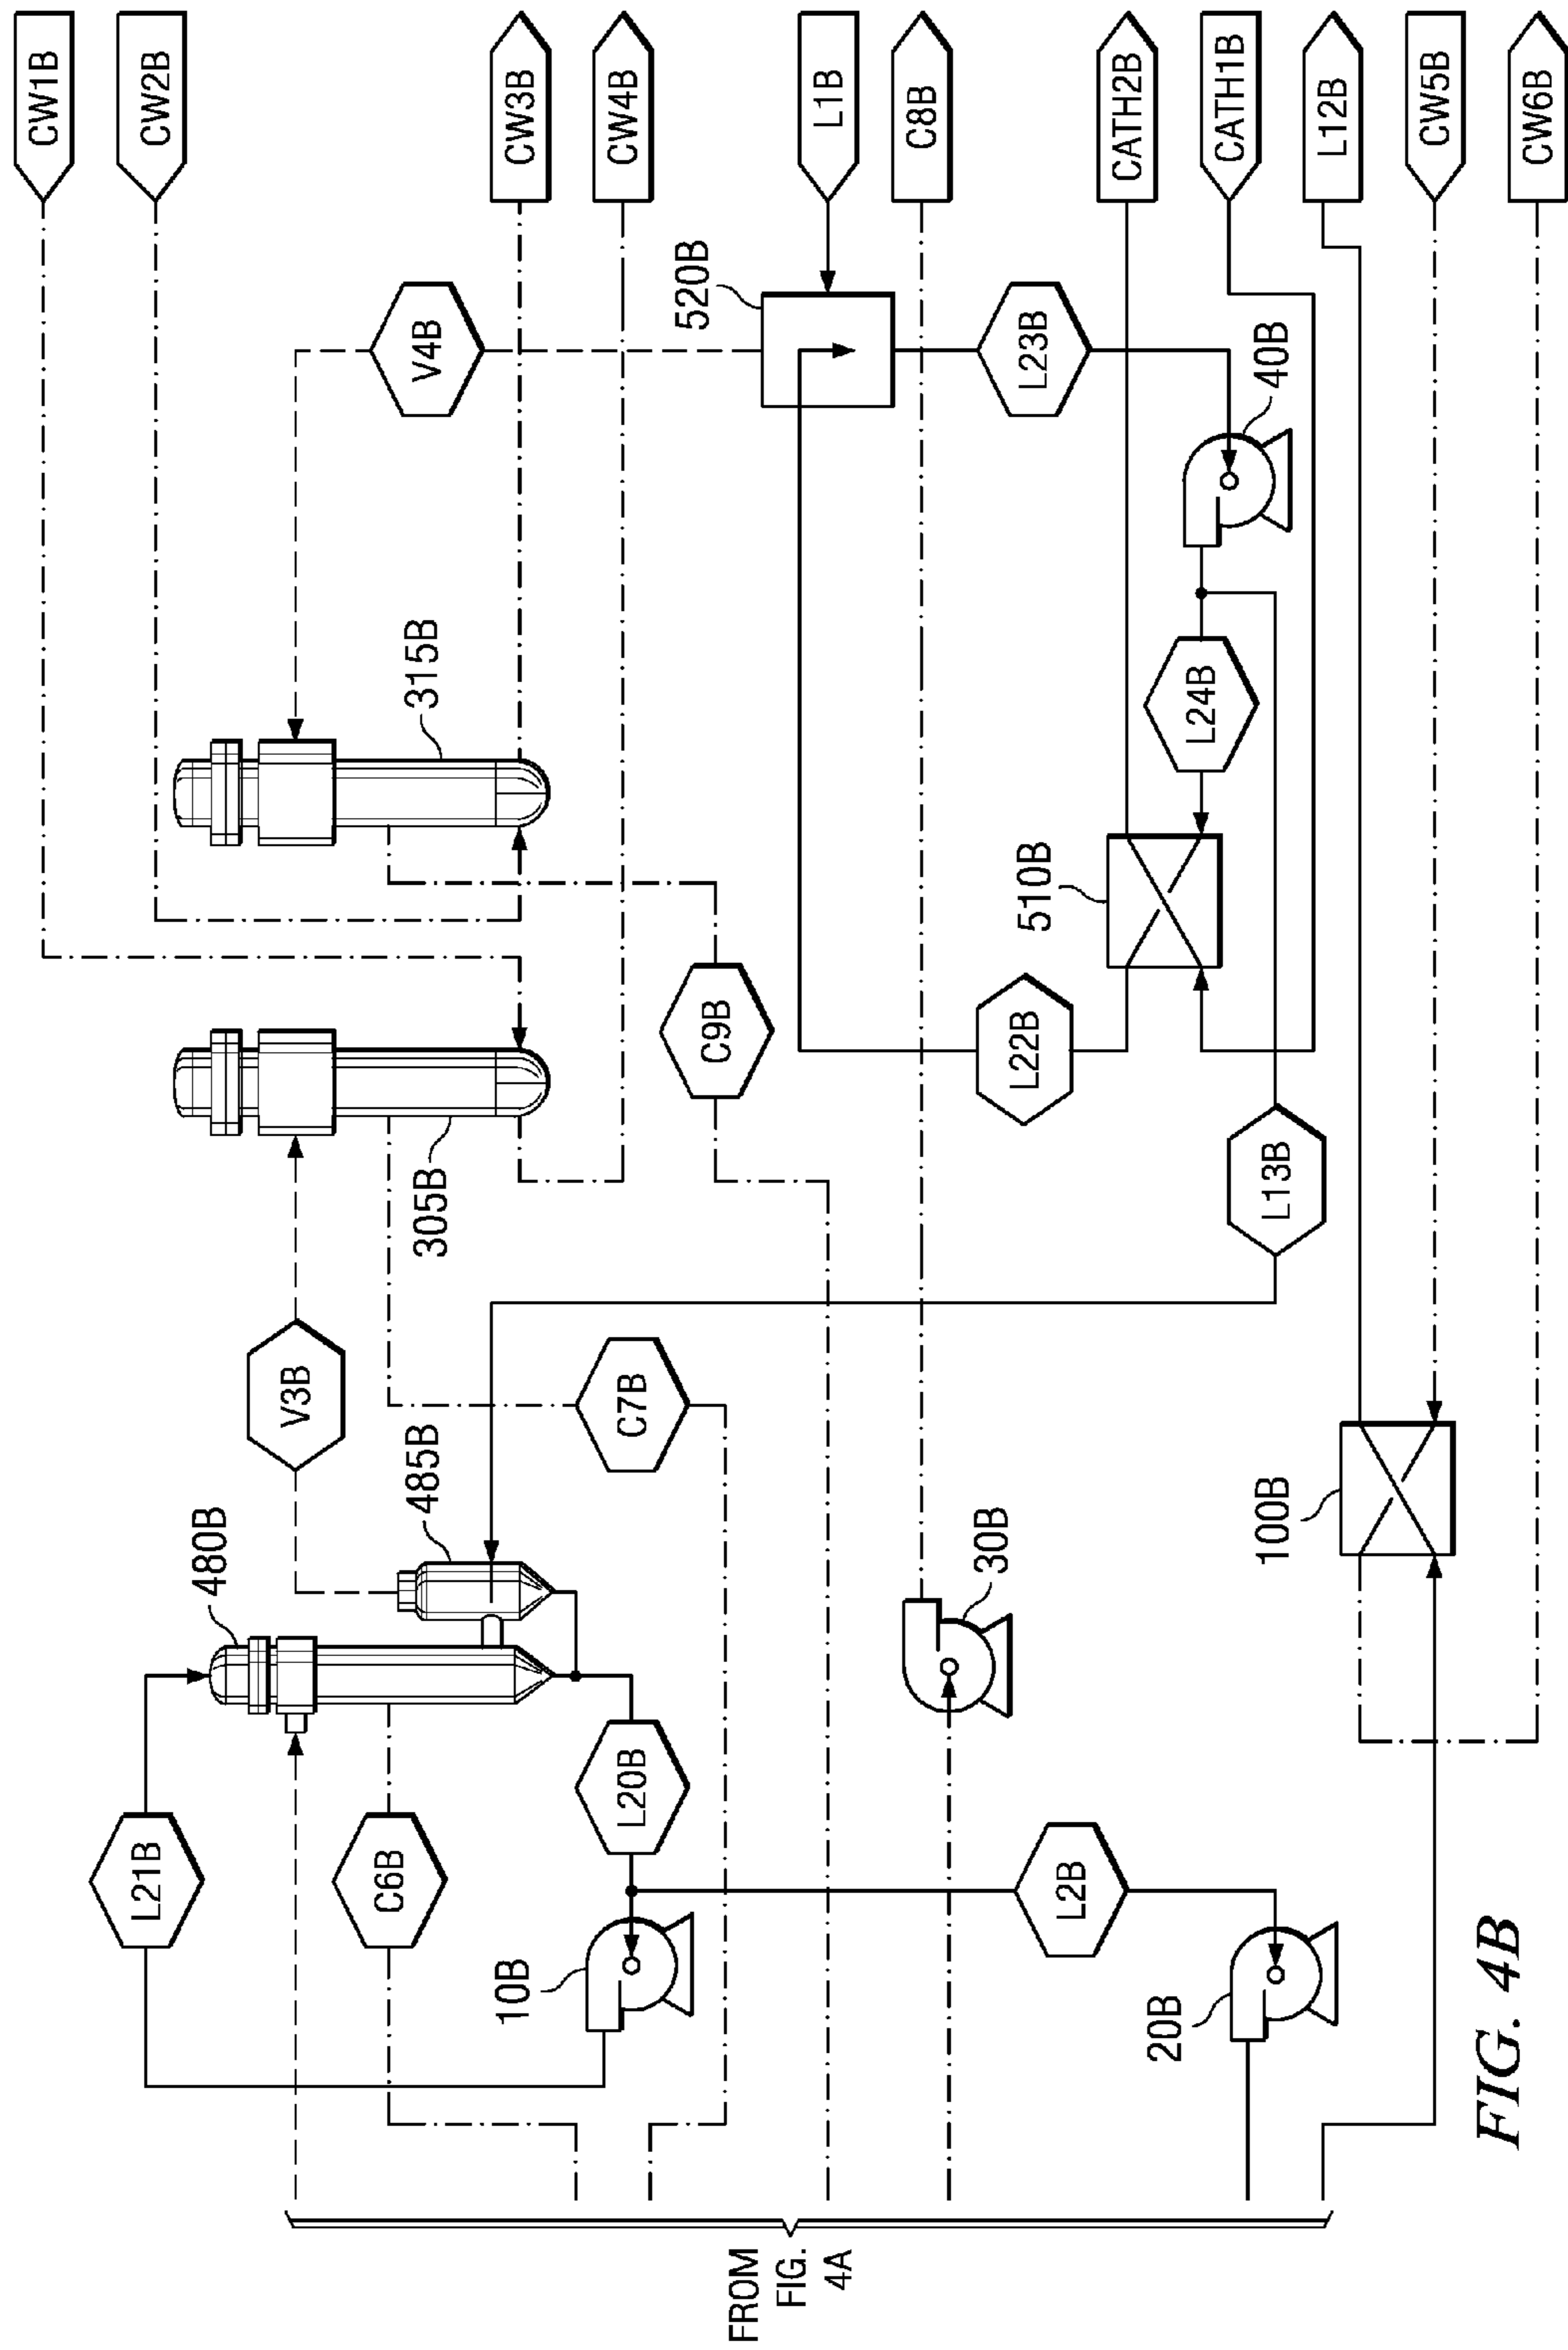 CW1B
CW2B
CW3B
CW4B
L1B
C8B
CATH2B
CATH1B
L12B
CW5B
CW6B
V4B
520B
L23B
40B
315B
L24B
510B
C9B
L22B
305B
L13B
V3B
C7B
485B
480B
30B
100B
L21B
C6B
L20B
L2B
10B
20B
FROM
FIG.
4A
FIG. 4B